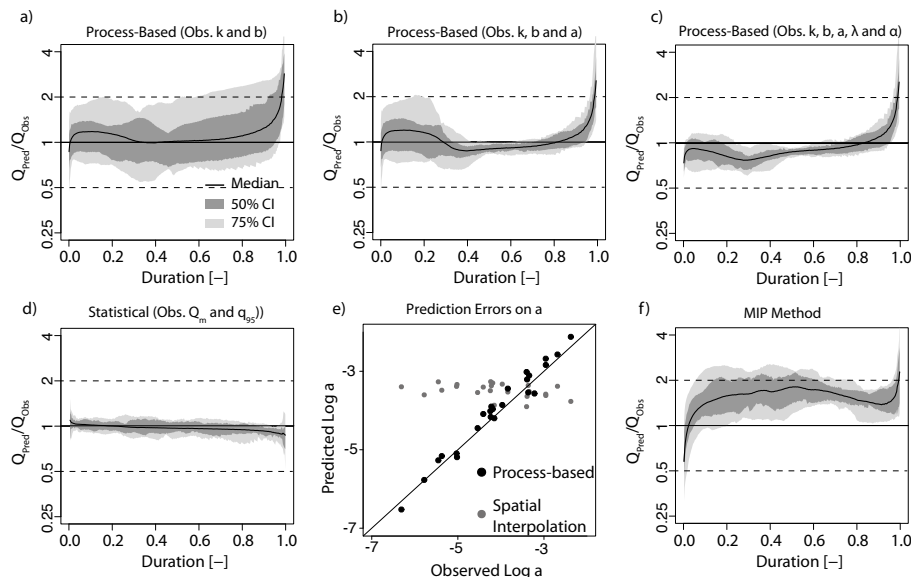 a)
Process-Based (Obs. k and b)
Q_Pred/Q_Obs
4
2
1
0.5
0.25
Median
50% CI
75% CI
0.0 0.2 0.4 0.6 0.8 1.0
Duration [−]
b)
Process-Based (Obs. k, b and a)
Q_Pred/Q_Obs
4
2
1
0.5
0.25
0.0 0.2 0.4 0.6 0.8 1.0
Duration [−]
c)
Process-Based (Obs. k, b, a, λ and α)
Q_Pred/Q_Obs
4
2
1
0.5
0.25
0.0 0.2 0.4 0.6 0.8 1.0
Duration [−]
d)
Statistical (Obs. Q_m and q_95))
Q_Pred/Q_Obs
4
2
1
0.5
0.25
0.0 0.2 0.4 0.6 0.8 1.0
Duration [−]
e)
Prediction Errors on a
Predicted Log a
-3
-5
-7
Process-based
Spatial
Interpolation
-7 -5 -3
Observed Log a
f)
MIP Method
Q_Pred/Q_Obs
4
2
1
0.5
0.25
0.0 0.2 0.4 0.6 0.8 1.0
Duration [−]